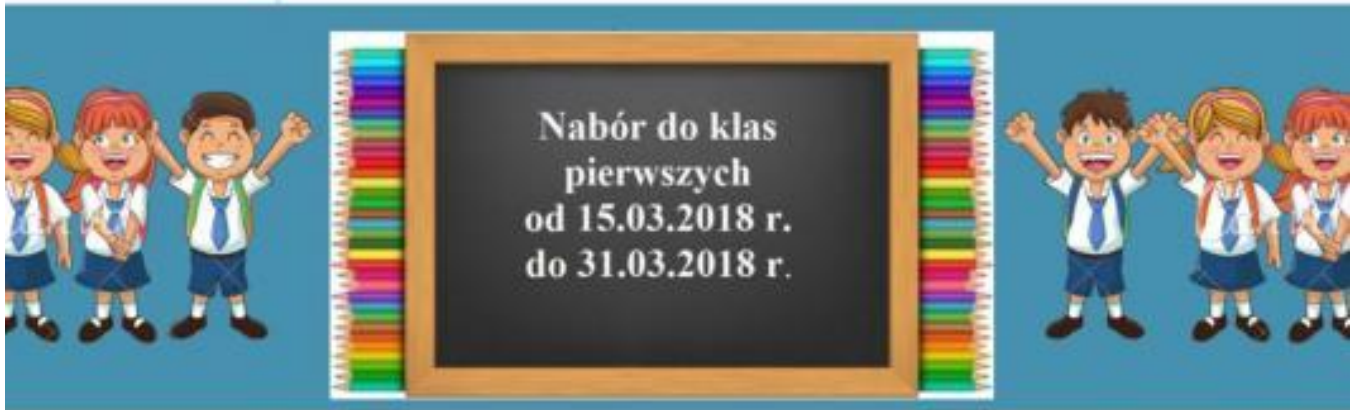 Nabór do klas
pierwszych
od 15.03.2018 r.
do 31.03.2018 r.